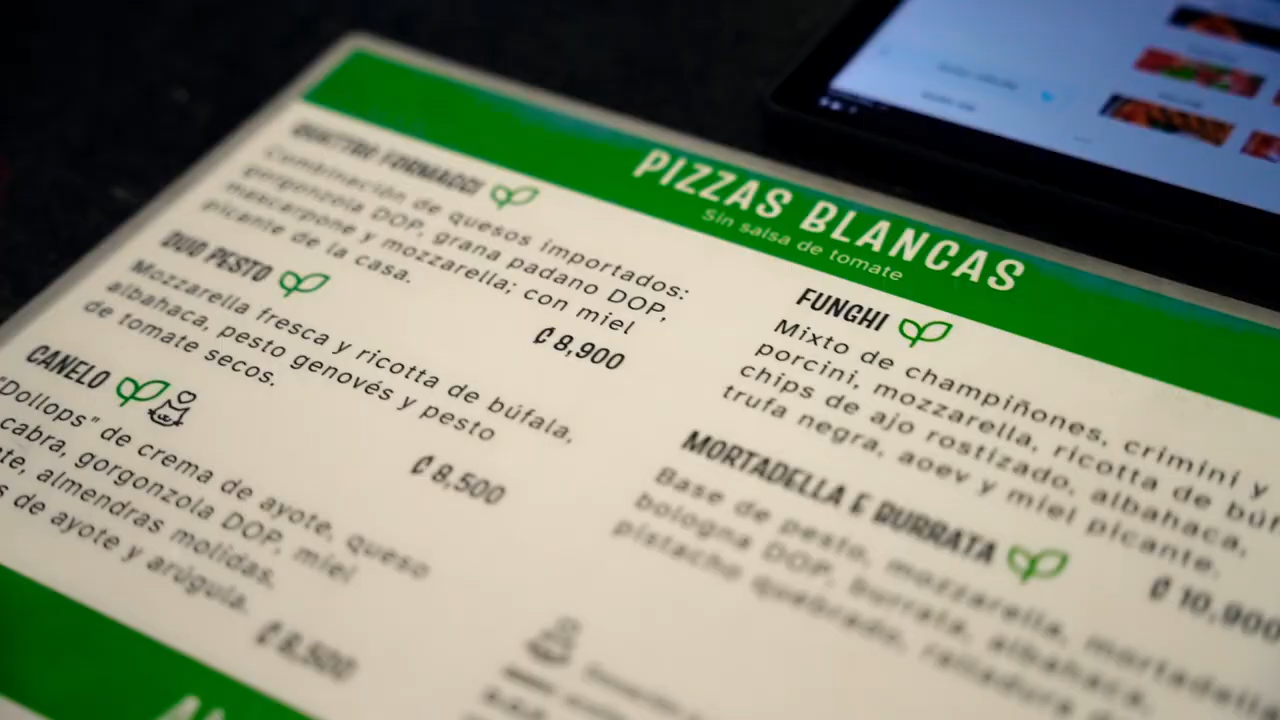 PIZZAS BLANCAS
Sin salsa de tomate
QUATTRO FORMAGGI
Combinación de quesos importados:
gorgonzola DOP, grana padano DOP,
mascarpone y mozzarella; con miel
picante de la casa.
₡ 8,900
DUO PESTO
Mozzarella fresca y ricotta de búfala,
albahaca, pesto genovés y pesto
de tomate secos.
₡ 8,500
CANELO
"Dollops" de crema de ayote, queso
cabra, gorgonzola DOP, miel
almendras molidas,
de ayote y arúgula.
₡ 8,500
FUNGHI
Mixto de champiñones, criminí y
porcini, mozzarella, ricotta de
chips de ajo rostizado, albahaca,
trufa negra, aoev y miel picante.
₡ 10,900
MORTADELLA E BURRATA
Base de pesto, mozzarella, mortadella
bologna DOP, burrata, albahaca,
pistacho quebrado, ralladura